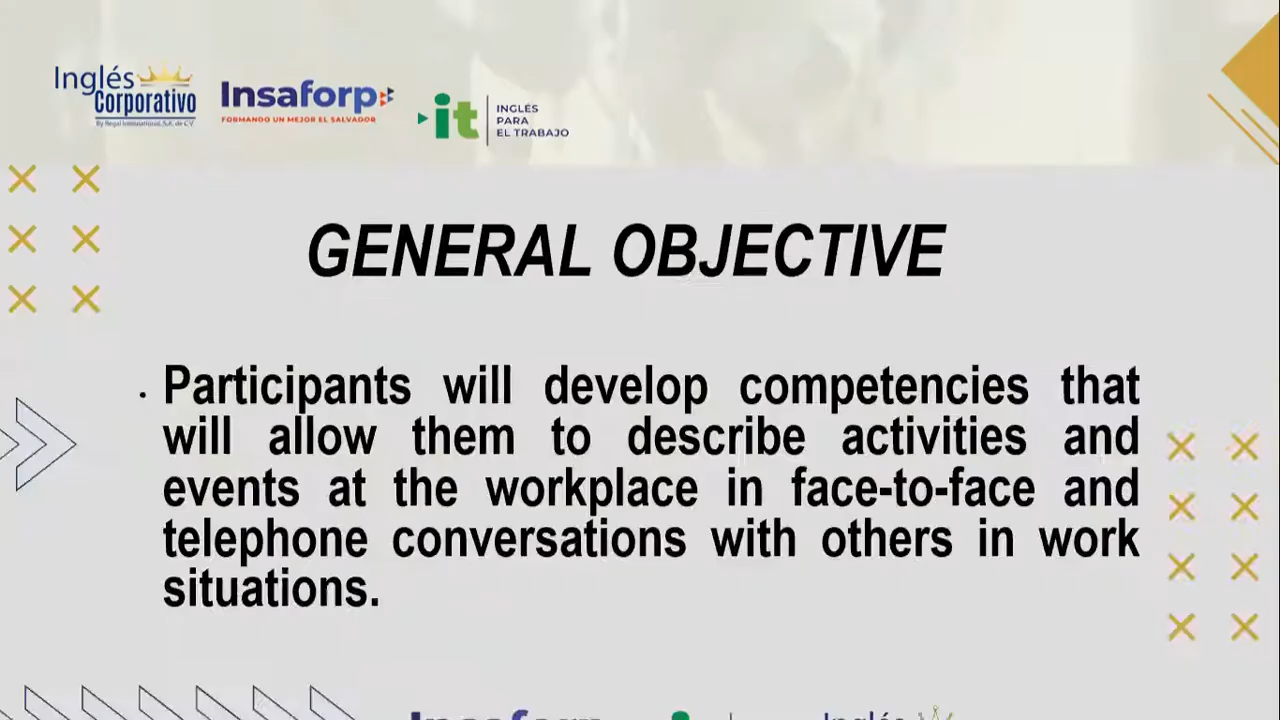 Inglés
Corporativo
By Regal International, S.A. de C.V.
Insaforp
FORMANDO UN MEJOR EL SALVADOR
it
INGLÉS
PARA
EL TRABAJO
GENERAL OBJECTIVE
. Participants will develop competencies that
will allow them to describe activities and
events at the workplace in face-to-face and
telephone conversations with others in work
situations.
Insaforp
Inglés